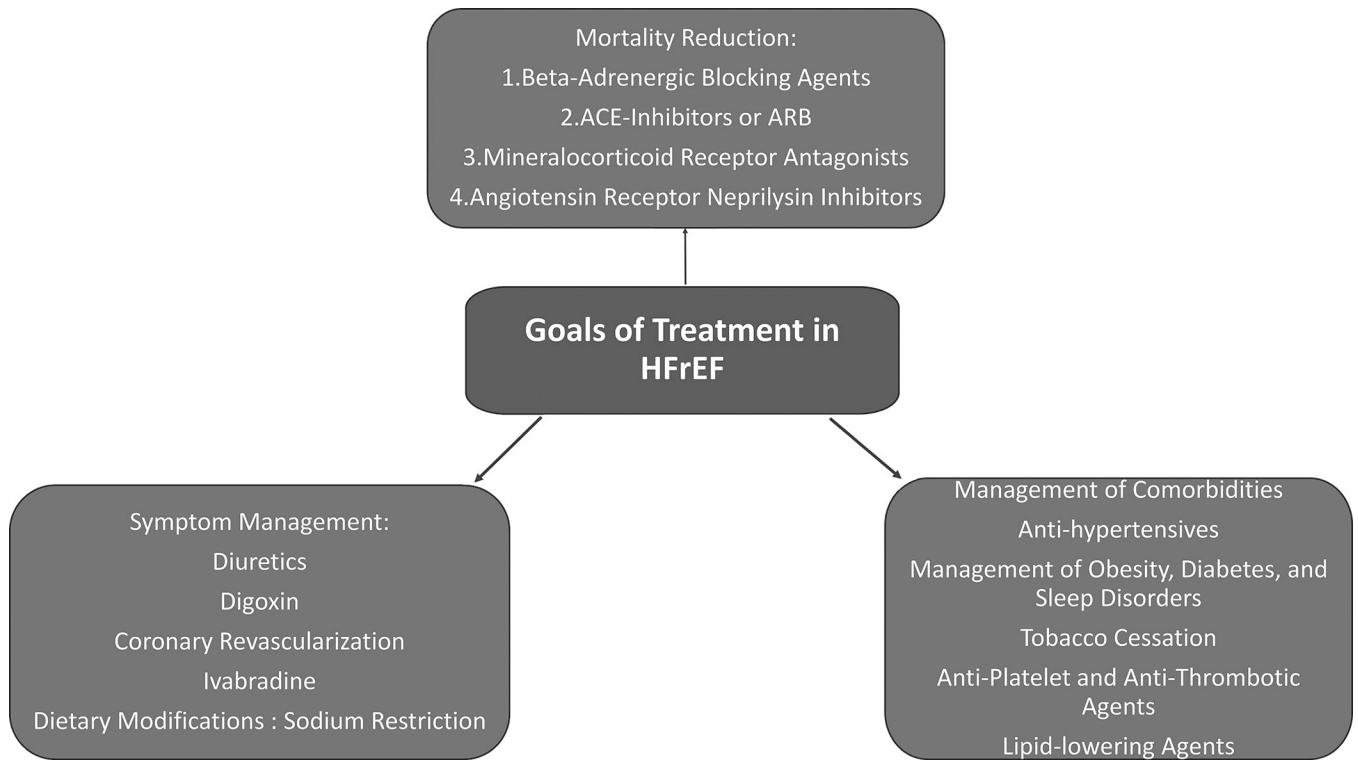 Mortality Reduction:
1.Beta-Adrenergic Blocking Agents
2.ACE-Inhibitors or ARB
3.Mineralocorticoid Receptor Antagonists
4.Angiotensin Receptor Neprilysin Inhibitors
Goals of Treatment in
HFrEF
Symptom Management:
Diuretics
Digoxin
Coronary Revascularization
Ivabradine
Dietary Modifications : Sodium Restriction
Management of Comorbidities
Anti-hypertensives
Management of Obesity, Diabetes, and
Sleep Disorders
Tobacco Cessation
Anti-Platelet and Anti-Thrombotic
Agents
Lipid-lowering Agents